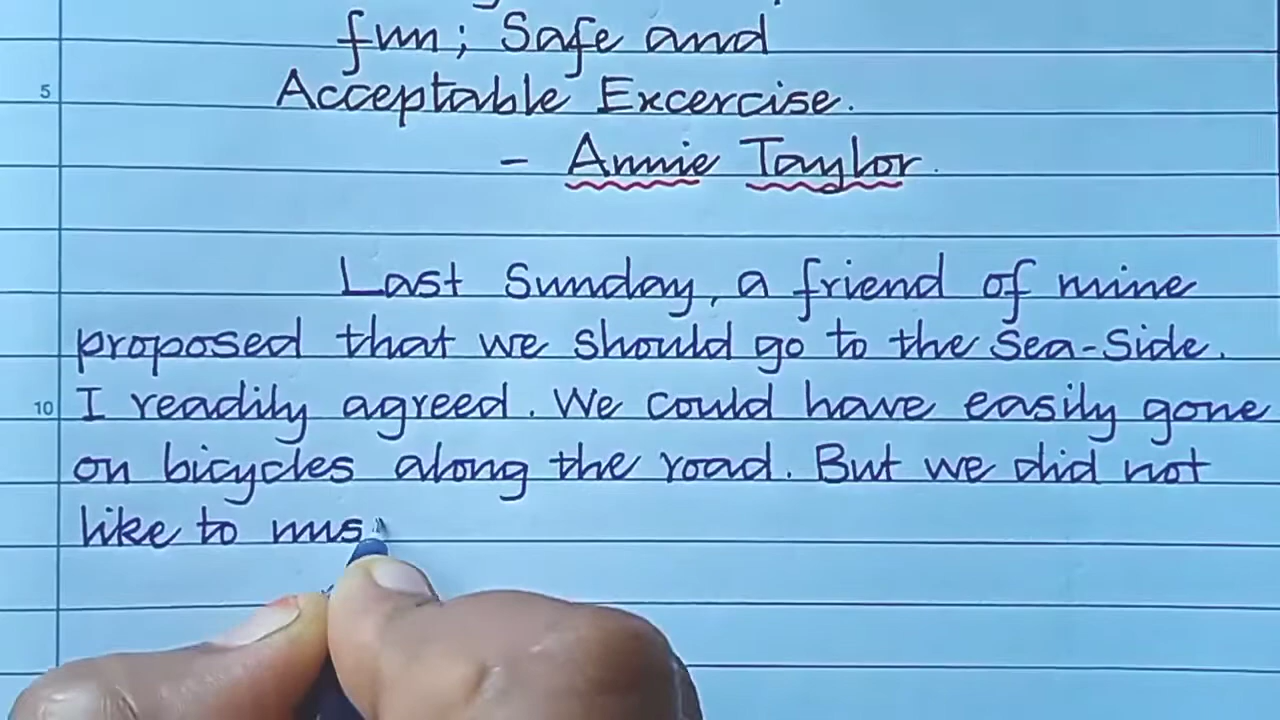 fun; Safe and
5
Acceptable Excercise.
- Annie Taylor.
Last Sunday, a friend of mine
proposed that we should go to the Sea-Side.
10 I readily agreed. We could have easily gone
on bicycles along the road. But we did not
like to